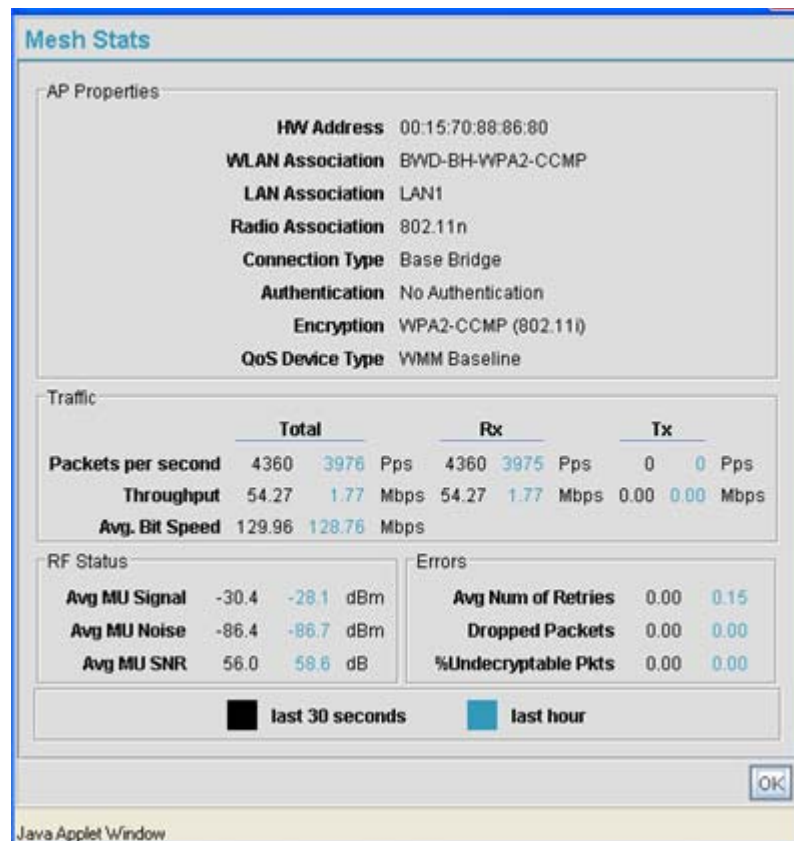 Mesh Stats
AP Properties
HW Address 00:15:70:88:86:80
WLAN Association BWD-BH-WPA2-CCMP
LAN Association LAN1
Radio Association 802.11n
Connection Type Base Bridge
Authentication No Authentication
Encryption WPA2-CCMP (802.11i)
QoS Device Type WMM Baseline
Traffic
Total Rx Tx
Packets per second 4360 3976 Pps 4360 3975 Pps 0 0 Pps
Throughput 54.27 1.77 Mbps 54.27 1.77 Mbps 0.00 0.00 Mbps
Avg. Bit Speed 129.96 128.76 Mbps
RF Status
Avg MU Signal -30.4 -28.1 dBm
Avg MU Noise -86.4 -86.7 dBm
Avg MU SNR 56.0 58.6 dB
Errors
Avg Num of Retries 0.00 0.15
Dropped Packets 0.00 0.00
%Undecryptable Pkts 0.00 0.00
last 30 seconds last hour
OK
Java Applet Window